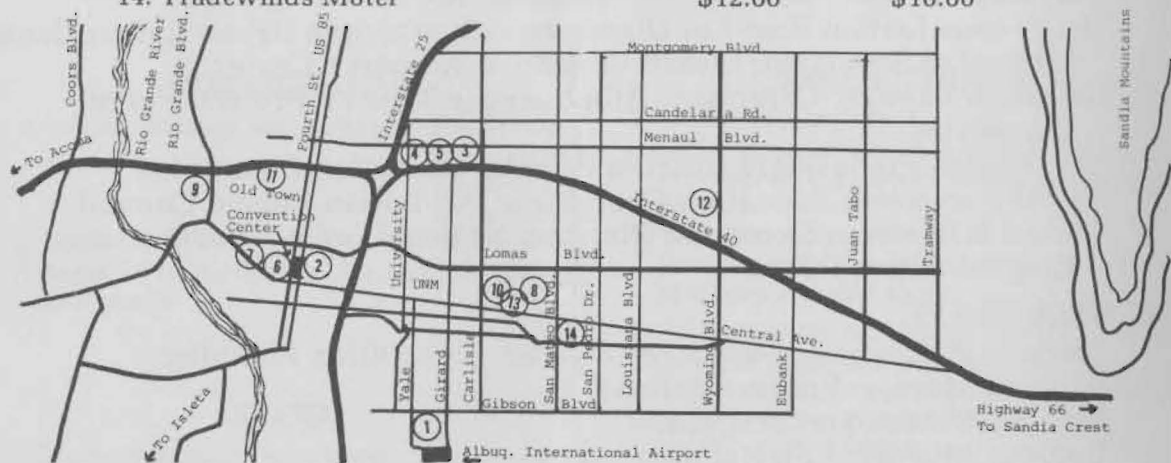 14. TradeWinds Motel $12.00 $16.00
Coors Blvd.
Rio Grande River
Rio Grande Blvd.
Fourth St. US 85
Interstate 25
Montgomery Blvd.
Sandia Mountains
Candelaria Rd.
Menaul Blvd.
To Acoma
4 5 3
9
11
Old Town
Convention
Center
12
Interstate 40
Juan Tabo
Tramway
7 6 2
University
Lomas Blvd.
UNM
10 13 8
14
Central Ave.
Yale
Girard
Carlisle
San Mateo Blvd.
San Pedro Dr.
Louisiana Blvd.
Wyoming Blvd.
Eubank
Gibson Blvd.
1
To Isleta
Highway 66
To Sandia Crest
Albuq. International Airport